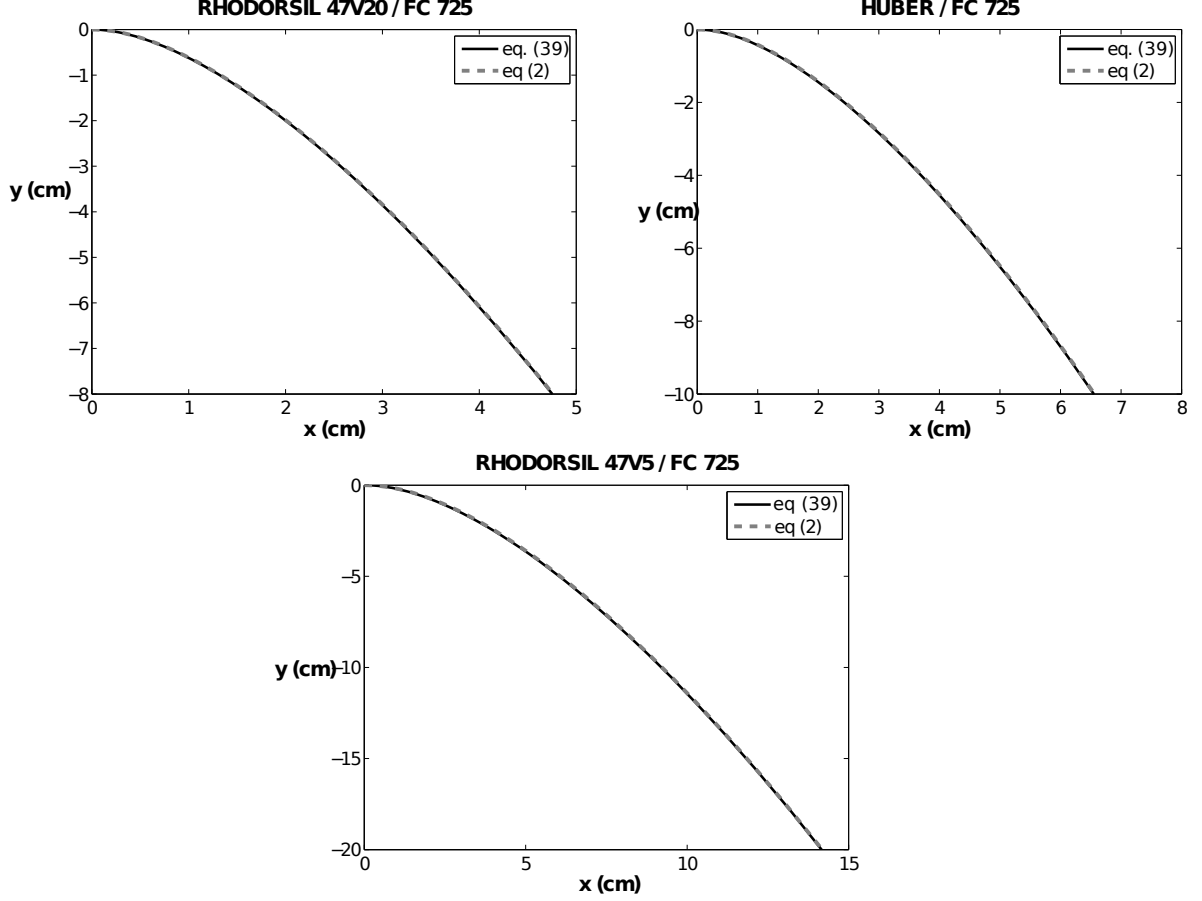 RHODORSIL 47V20 / FC 725
0
−1
−2
−3
−4
−5
−6
−7
−8
y (cm)
eq. (39)
eq (2)
0 1 2 3 4 5
x (cm)
HUBER / FC 725
0
−2
−4
−6
−8
−10
y (cm)
eq. (39)
eq (2)
0 1 2 3 4 5 6 7 8
x (cm)
RHODORSIL 47V5 / FC 725
0
−5
−10
−15
−20
y (cm)
eq (39)
eq (2)
0 5 10 15
x (cm)